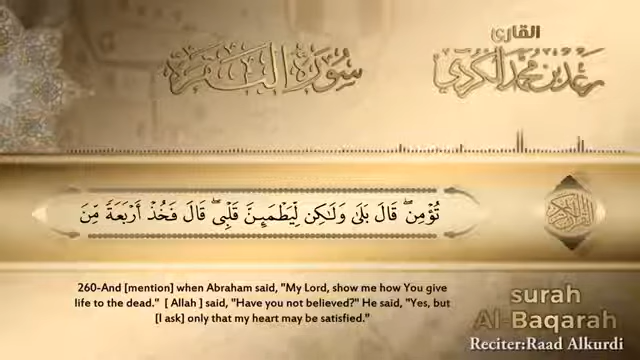 سورة البقرة
القارئ
رعد بن محمد الكردي
تُؤْمِن ۖ قَالَ بَلَىٰ وَلَـٰكِن لِّيَطْمَئِنَّ قَلْبِى ۖ قَالَ فَخُذْ أَرْبَعَةً مِّنَ
القرآن الكريم
260-And [mention] when Abraham said, "My Lord, show me how You give
life to the dead." [ Allah ] said, "Have you not believed?" He said, "Yes, but
[I ask] only that my heart may be satisfied."
surah
Al-Baqarah
Reciter:Raad Alkurdi